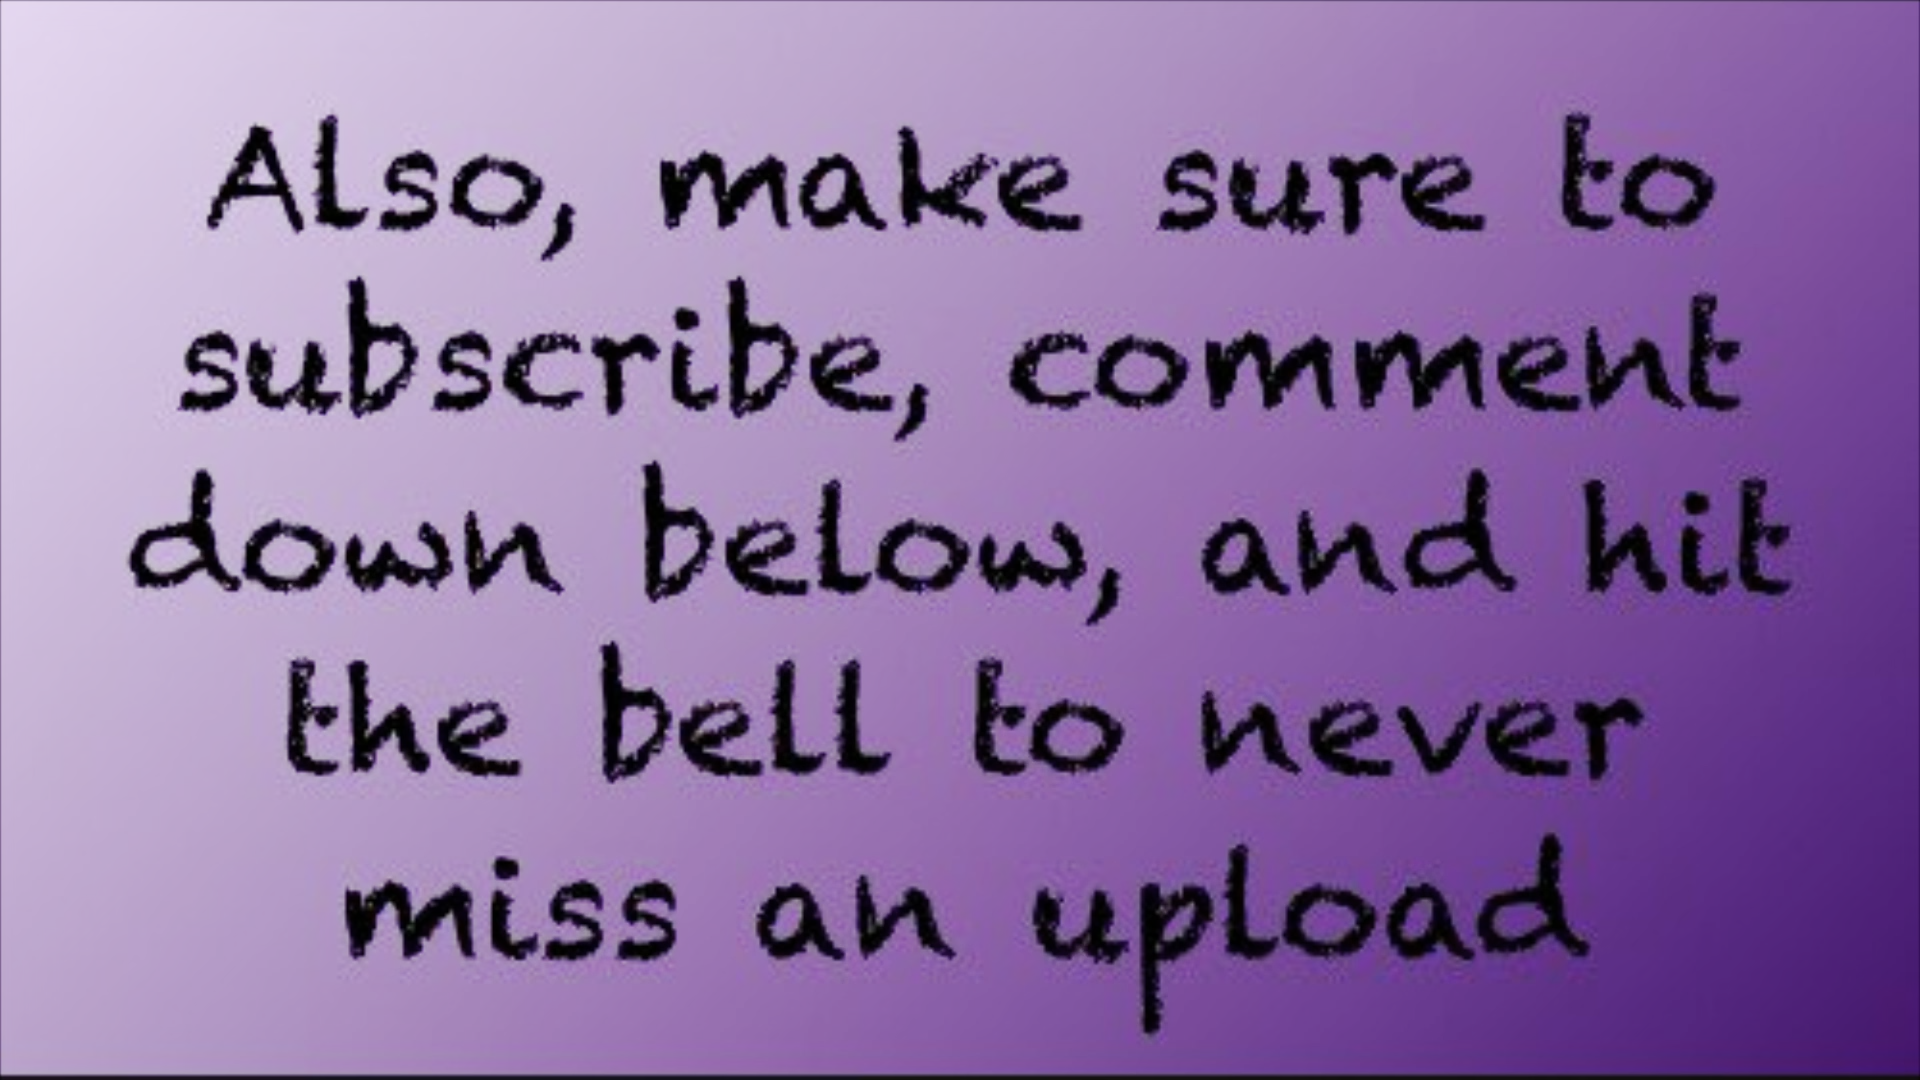 Also, make sure to
subscribe, comment
down below, and hit
the bell to never
miss an upload